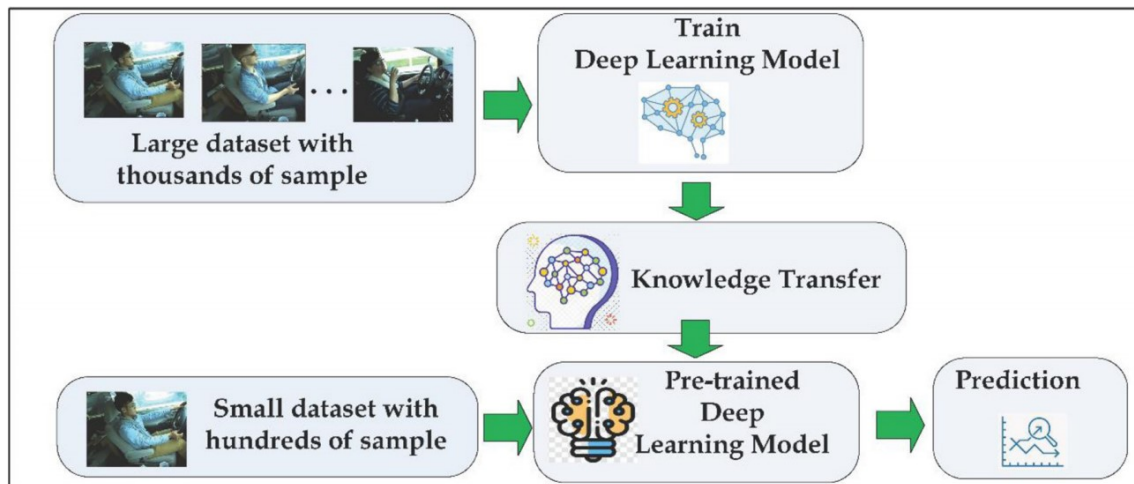 Large dataset with
thousands of sample
Train
Deep Learning Model
Knowledge Transfer
Small dataset with
hundreds of sample
Pre-trained
Deep
Learning Model
Prediction